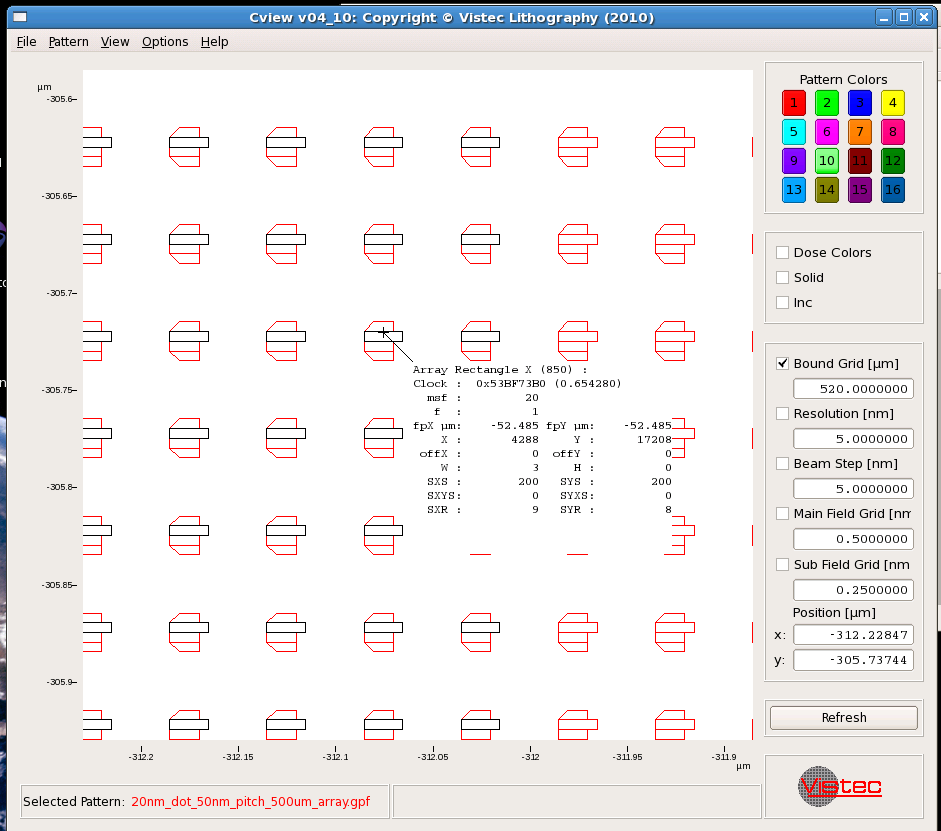 Cview v04_10: Copyright © Vistec Lithography (2010)
File Pattern View Options Help
µm
-305.6
-305.65
-305.7
-305.75
-305.8
-305.85
-305.9
Array Rectangle X (850) :
Clock : 0x53BF73B0 (0.654280)
msf : 20
f : 1
fpX µm: -52.485 fpY µm: -52.485
X : 4288 Y : 17208
offX : 0 offY : 0
W : 3 H : 0
SXS : 200 SYS : 200
SXYS: 0 SYXS: 0
SXR : 9 SYR : 8
-312.2 -312.15 -312.1 -312.05 -312 -311.95 -311.9
µm
Selected Pattern: 20nm_dot_50nm_pitch_500um_array.gpf
Pattern Colors
1 2 3 4
5 6 7 8
9 10 11 12
13 14 15 16
Dose Colors
Solid
Inc
Bound Grid [µm]
520.0000000
Resolution [nm]
5.0000000
Beam Step [nm]
5.0000000
Main Field Grid [nm
0.5000000
Sub Field Grid [nm
0.2500000
Position [µm]
x: -312.22847
y: -305.73744
Refresh
Vistec